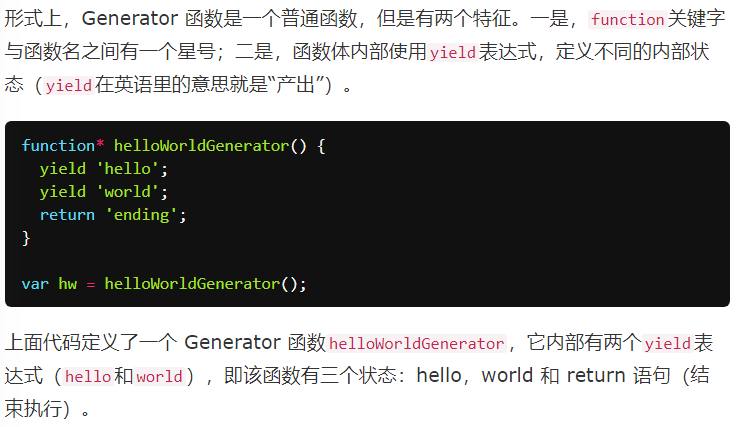 形式上，Generator 函数是一个普通函数，但是有两个特征。一是，function关键字
与函数名之间有一个星号；二是，函数体内部使用yield表达式，定义不同的内部状
态（yield在英语里的意思就是“产出”）。
function* helloWorldGenerator() {
  yield 'hello';
  yield 'world';
  return 'ending';
}
var hw = helloWorldGenerator();
上面代码定义了一个 Generator 函数helloWorldGenerator，它内部有两个yield表
达式（hello和world），即该函数有三个状态：hello，world 和 return 语句（结
束执行）。